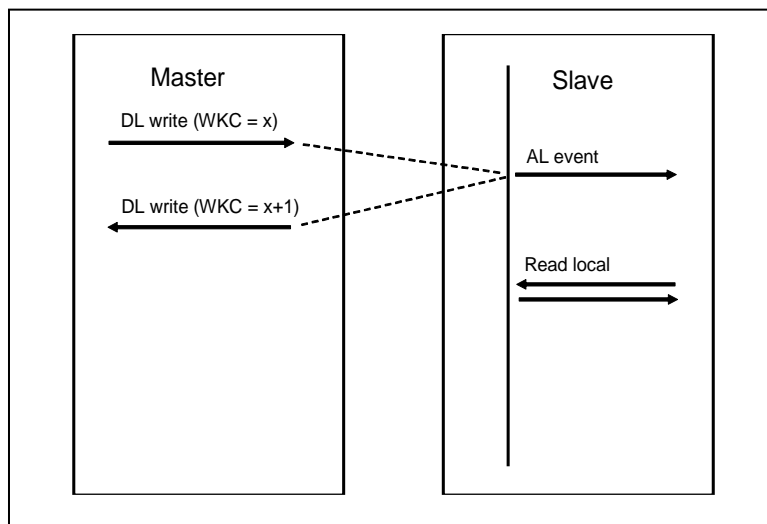 Master
Slave
DL write (WKC = x)
AL event
DL write (WKC = x+1)
Read local